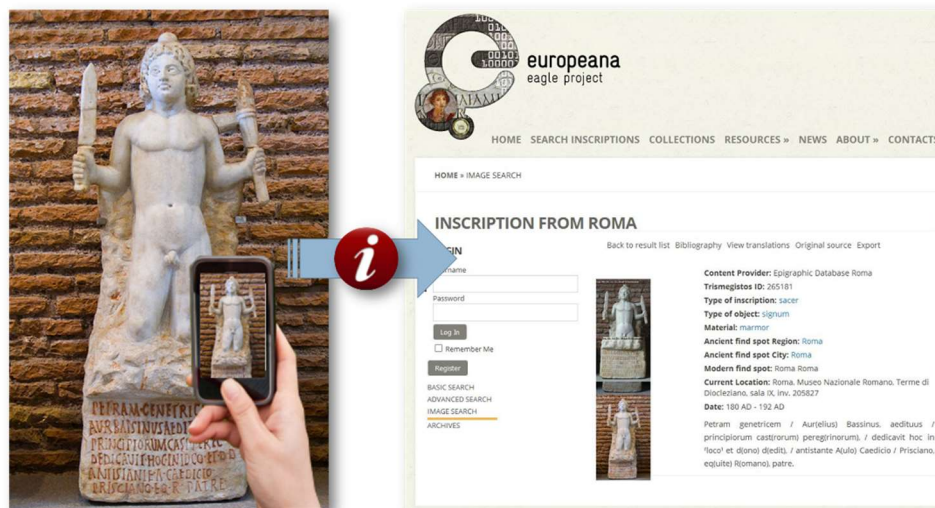 PETRAM·GENETRIC
AVR·BASSINVS·AEDI
PRINCIPIORVM·CAST·PERE
DEDICAVIT·HOC·IN
ANTISTANTE·A·CAEDICIO
PRISCIANO·EQ·R·PATRE
i
europeana
eagle project
HOME SEARCH INSCRIPTIONS COLLECTIONS RESOURCES » NEWS ABOUT » CONTACTS
HOME » IMAGE SEARCH
INSCRIPTION FROM ROMA
Back to result list Bibliography View translations Original source Export
Password
Log In
Remember Me
Register
BASIC SEARCH
ADVANCED SEARCH
IMAGE SEARCH
ARCHIVES
Content Provider: Epigraphic Database Roma
Trismegistos ID: 265181
Type of inscription: sacer
Type of object: signum
Material: marmor
Ancient find spot Region: Roma
Ancient find spot City: Roma
Modern find spot: Roma Roma
Current Location: Roma, Museo Nazionale Romano, Terme di
Diocleziano, sala IX, inv. 205827
Date: 180 AD - 192 AD
Petram genetricem / Aur(elius) Bassinus, aedituus /
principiorum cast(rorum) pereg(rinorum), / dedicavit hoc in
⸢loco⸣ et d(ono) d(edit), / antistante A(ulo) Caedicio / Prisciano,
eq(uite) R(omano), patre.